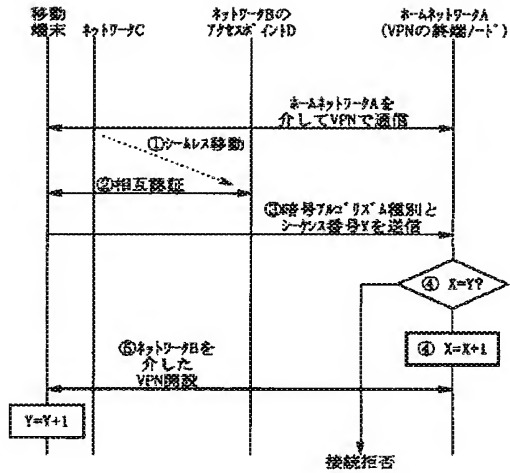 移動
端末
ネットワークC
ネットワークBの
アクセスポイントD
ホームネットワークA
(VPNの終端ノード)
ホームネットワークAを
介してVPNで通信
①シームレス移動
②相互認証
③暗号アルゴリズム種別と
シーケンス番号Yを送信
④ X=Y?
④ X=X+1
⑤ネットワークBを
介した
VPN開設
Y=Y+1
接続拒否